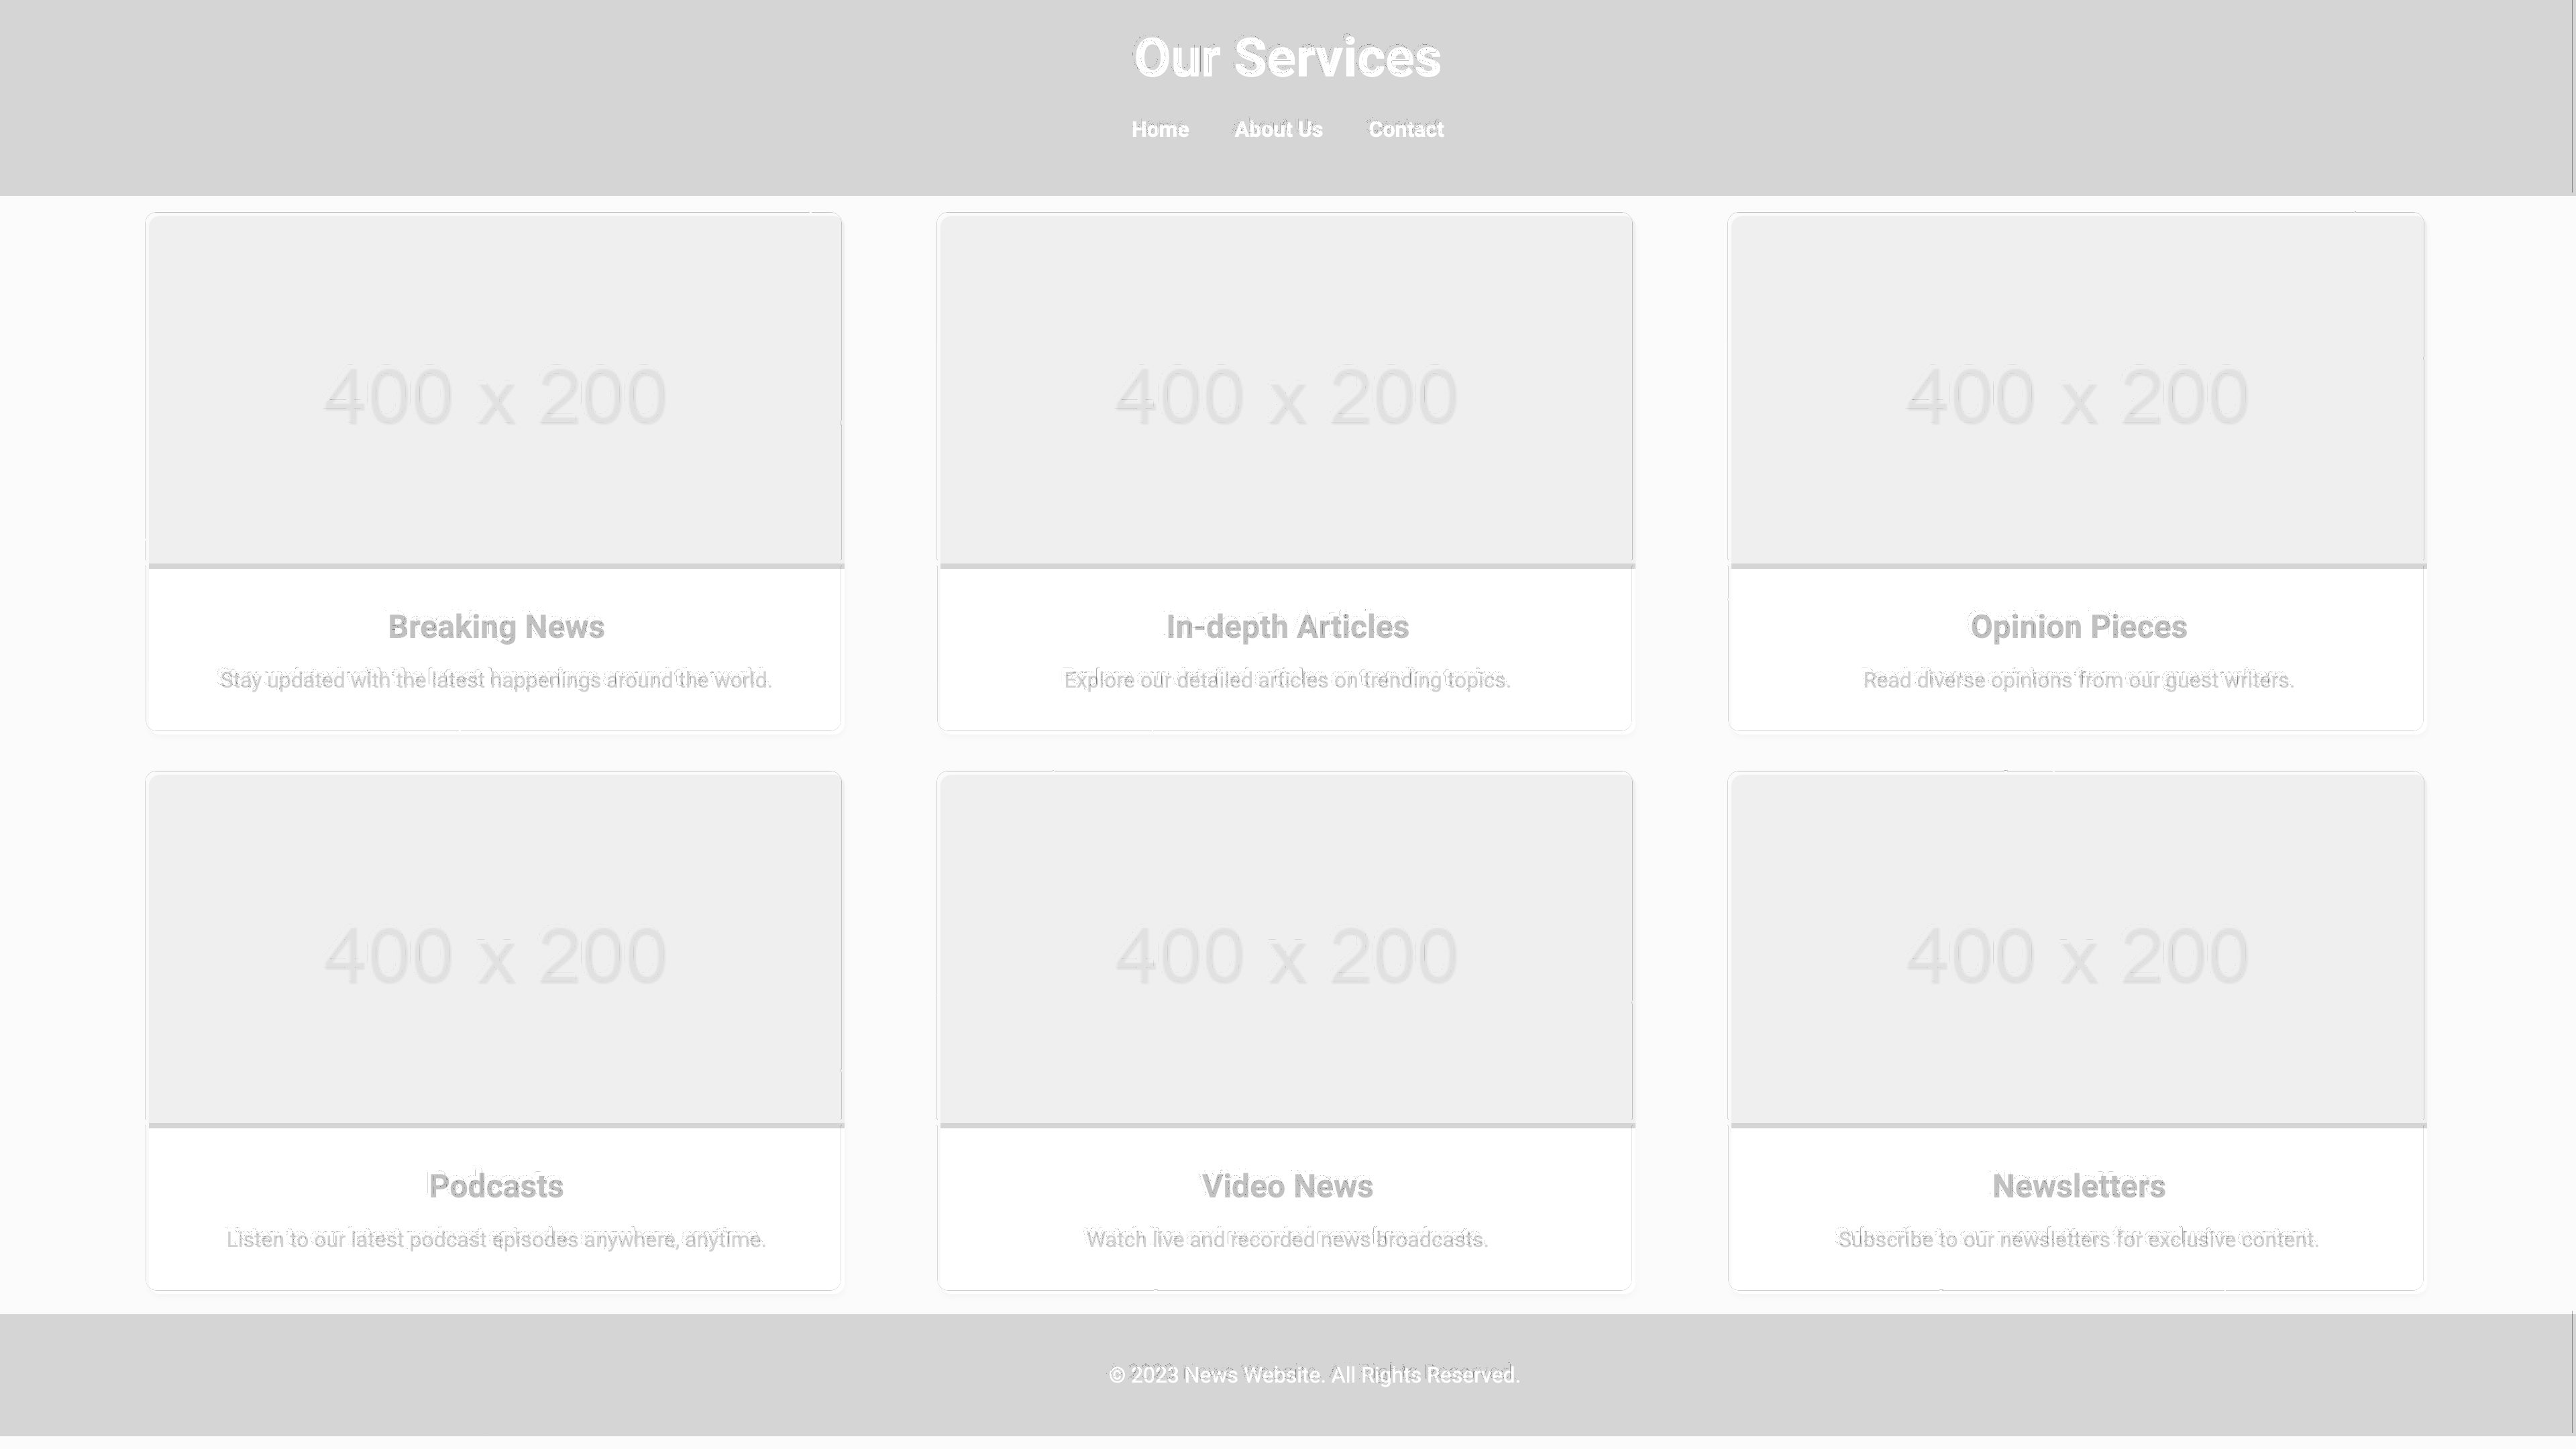 Our Services
Home About Us Contact
400 x 200 400 x 200 400 x 200
Breaking News In-depth Articles Opinion Pieces
Stay updated with the latest happenings around the world. Explore our detailed articles on trending topics. Read diverse opinions from our guest writers.
400 x 200 400 x 200 400 x 200
Podcasts Video News Newsletters
Listen to our latest podcast episodes anywhere, anytime. Watch live and recorded news broadcasts. Subscribe to our newsletters for exclusive content.
© 2023 News Website. All Rights Reserved.